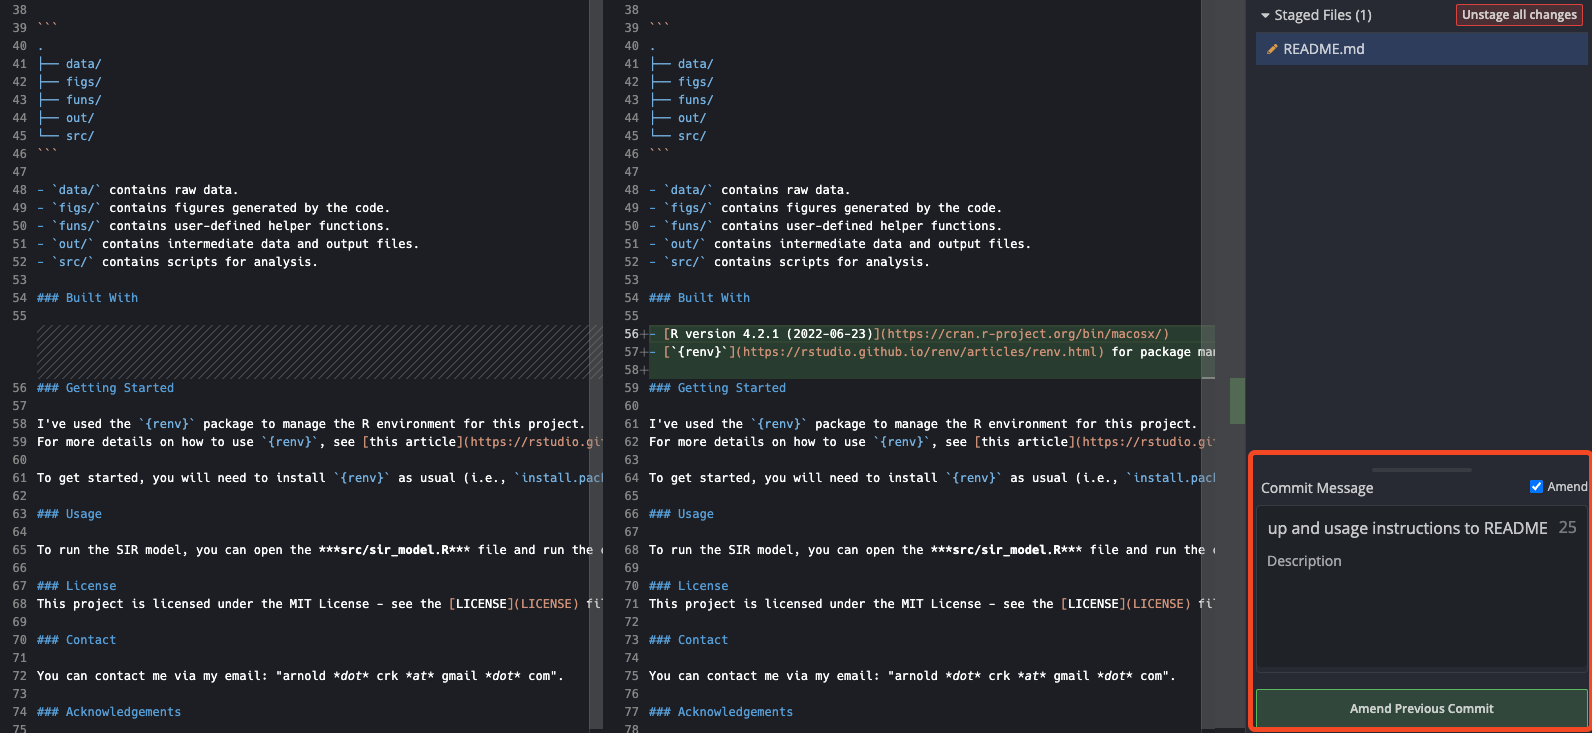 38
39 ```
40 .
41 ├── data/
42 ├── figs/
43 ├── funs/
44 ├── out/
45 └── src/
46 ```
47
48 - `data/` contains raw data.
49 - `figs/` contains figures generated by the code.
50 - `funs/` contains user-defined helper functions.
51 - `out/` contains intermediate data and output files.
52 - `src/` contains scripts for analysis.
53
54 ### Built With
55
56 ### Getting Started
57
58 I've used the `{renv}` package to manage the R environment for this project.
59 For more details on how to use `{renv}`, see [this article](https://rstudio.gi
60
61 To get started, you will need to install `{renv}` as usual (i.e., `install.pac
62
63 ### Usage
64
65 To run the SIR model, you can open the ***src/sir_model.R*** file and run the
66
67 ### License
68 This project is licensed under the MIT License - see the [LICENSE](LICENSE) fil
69
70 ### Contact
71
72 You can contact me via my email: "arnold *dot* crk *at* gmail *dot* com".
73
74 ### Acknowledgements
75
38
39 ```
40 .
41 ├── data/
42 ├── figs/
43 ├── funs/
44 ├── out/
45 └── src/
46 ```
47
48 - `data/` contains raw data.
49 - `figs/` contains figures generated by the code.
50 - `funs/` contains user-defined helper functions.
51 - `out/` contains intermediate data and output files.
52 - `src/` contains scripts for analysis.
53
54 ### Built With
55
56+- [R version 4.2.1 (2022-06-23)](https://cran.r-project.org/bin/macosx/)
57+- [`{renv}`](https://rstudio.github.io/renv/articles/renv.html) for package ma
58+
59 ### Getting Started
60
61 I've used the `{renv}` package to manage the R environment for this project.
62 For more details on how to use `{renv}`, see [this article](https://rstudio.gi
63
64 To get started, you will need to install `{renv}` as usual (i.e., `install.pac
65
66 ### Usage
67
68 To run the SIR model, you can open the ***src/sir_model.R*** file and run the
69
70 ### License
71 This project is licensed under the MIT License - see the [LICENSE](LICENSE) fil
72
73 ### Contact
74
75 You can contact me via my email: "arnold *dot* crk *at* gmail *dot* com".
76
77 ### Acknowledgements
78
Staged Files (1) Unstage all changes
README.md
Commit Message Amend
up and usage instructions to README 25
Description
Amend Previous Commit